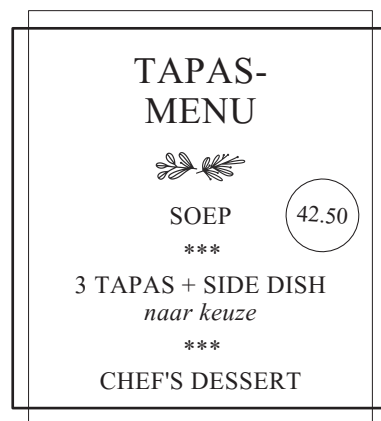 TAPAS-
MENU
SOEP
42.50
***
3 TAPAS + SIDE DISH
naar keuze
***
CHEF'S DESSERT